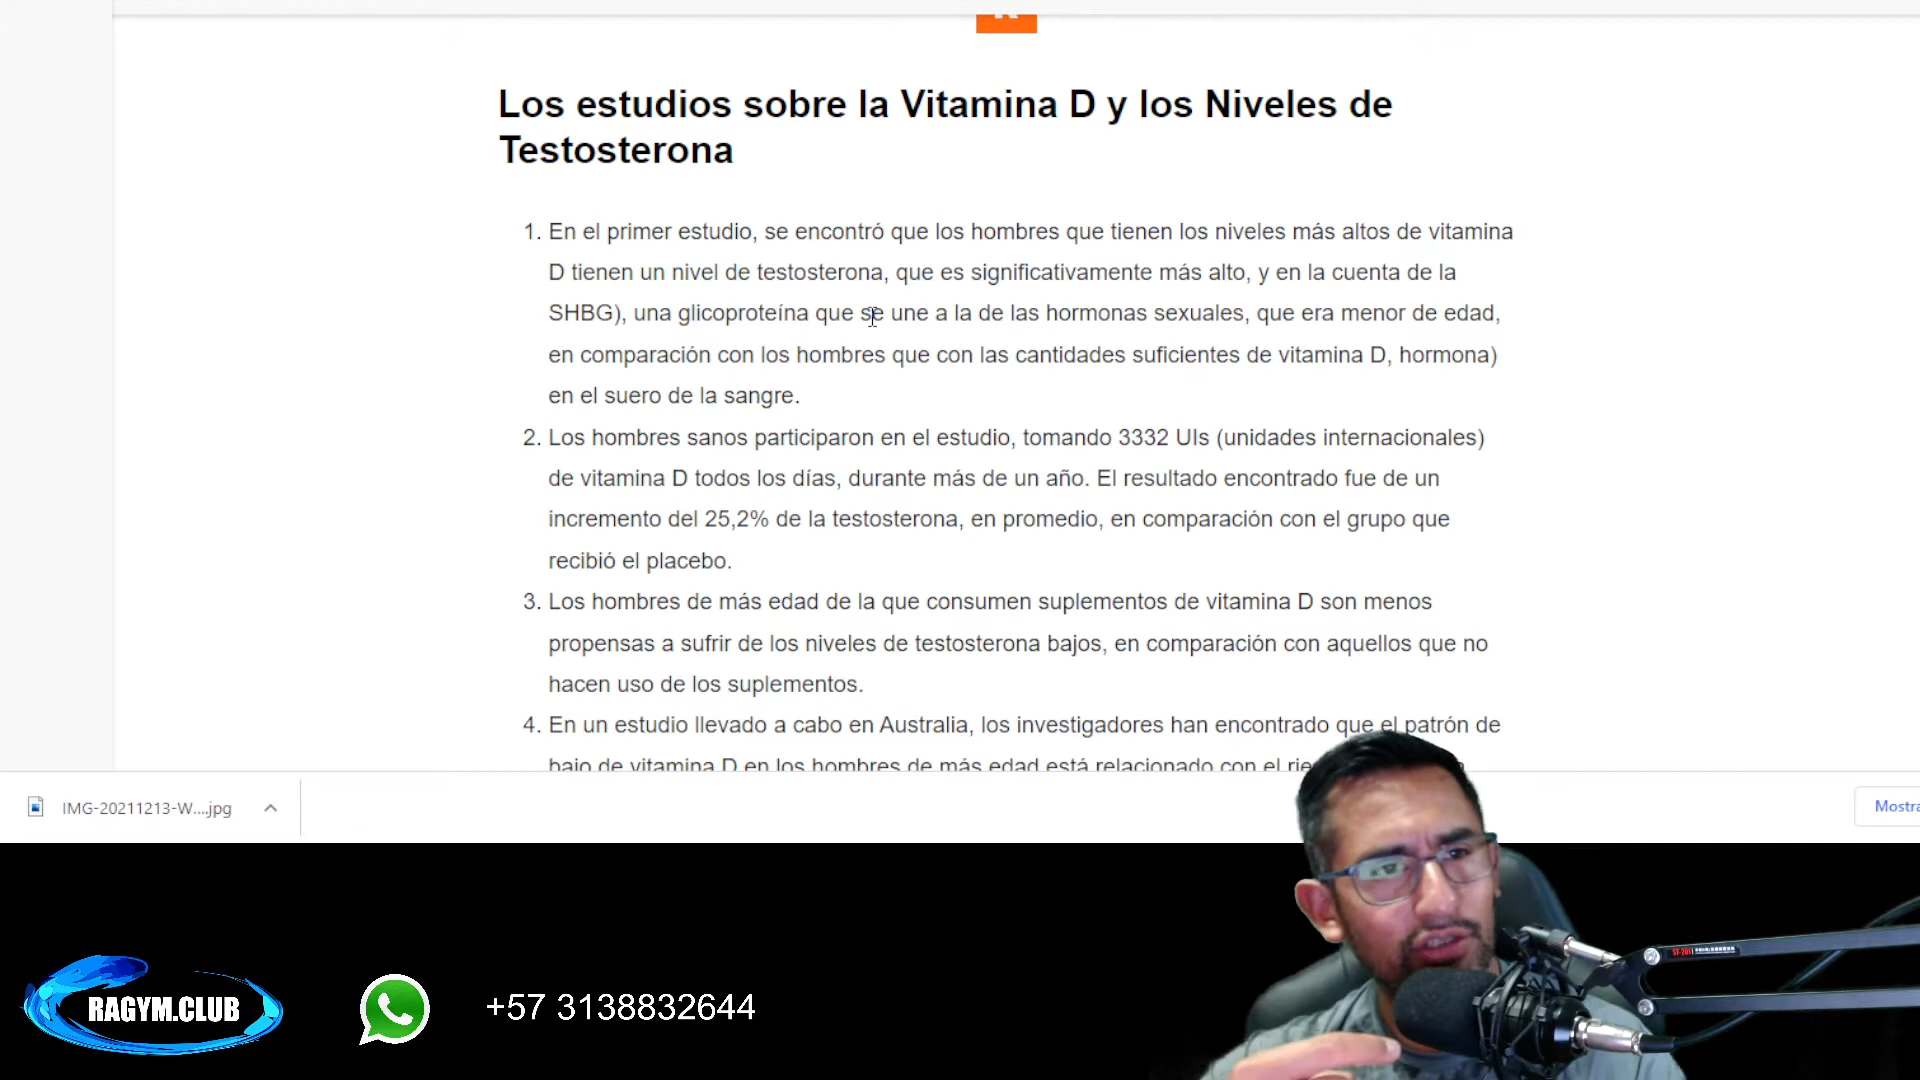 Los estudios sobre la Vitamina D y los Niveles de
Testosterona
1. En el primer estudio, se encontró que los hombres que tienen los niveles más altos de vitamina
D tienen un nivel de testosterona, que es significativamente más alto, y en la cuenta de la
SHBG), una glicoproteína que se une a la de las hormonas sexuales, que era menor de edad,
en comparación con los hombres que con las cantidades suficientes de vitamina D, hormona)
en el suero de la sangre.
2. Los hombres sanos participaron en el estudio, tomando 3332 UIs (unidades internacionales)
de vitamina D todos los días, durante más de un año. El resultado encontrado fue de un
incremento del 25,2% de la testosterona, en promedio, en comparación con el grupo que
recibió el placebo.
3. Los hombres de más edad de la que consumen suplementos de vitamina D son menos
propensas a sufrir de los niveles de testosterona bajos, en comparación con aquellos que no
hacen uso de los suplementos.
4. En un estudio llevado a cabo en Australia, los investigadores han encontrado que el patrón de
bajo de vitamina D en los hombres de más edad está relacionado con el
IMG-20211213-W....jpg
Mostra
RAGYM.CLUB
+57 3138832644